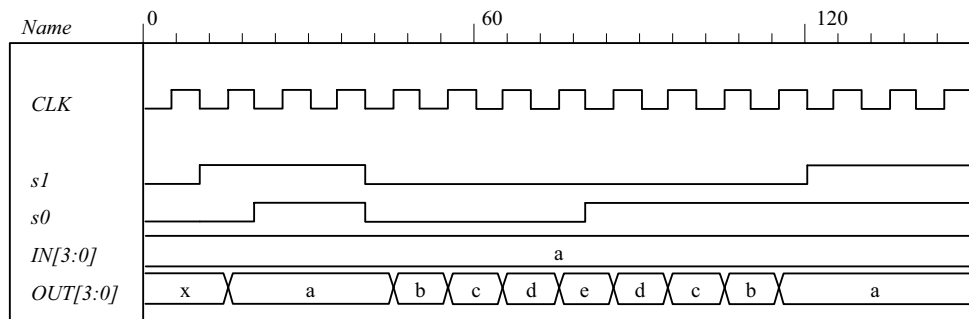 Name 0 60 120
CLK
s1
s0
IN[3:0] a
OUT[3:0] x a b c d e d c b a